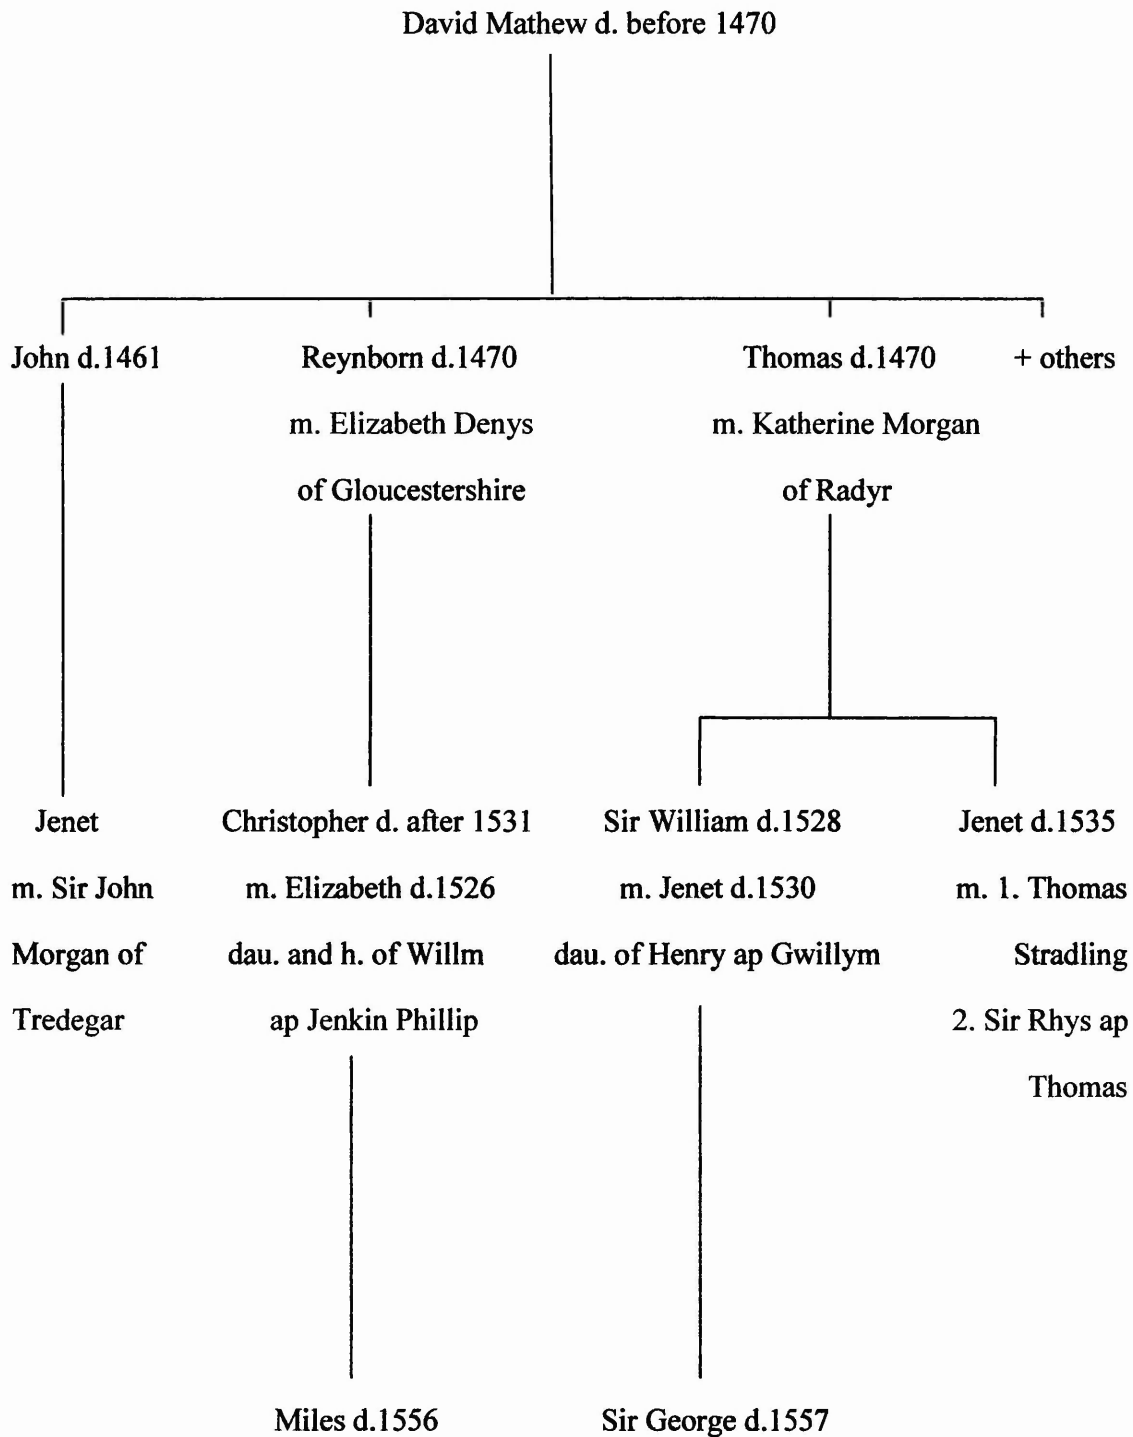 David Mathew d. before 1470
John d.1461
Reynborn d.1470
m. Elizabeth Denys
of Gloucestershire
Thomas d.1470
m. Katherine Morgan
of Radyr
+ others
Jenet
m. Sir John
Morgan of
Tredegar
Christopher d. after 1531
m. Elizabeth d.1526
dau. and h. of Willm
ap Jenkin Phillip
Sir William d.1528
m. Jenet d.1530
dau. of Henry ap Gwillym
Jenet d.1535
m. 1. Thomas
Stradling
2. Sir Rhys ap
Thomas
Miles d.1556
Sir George d.1557